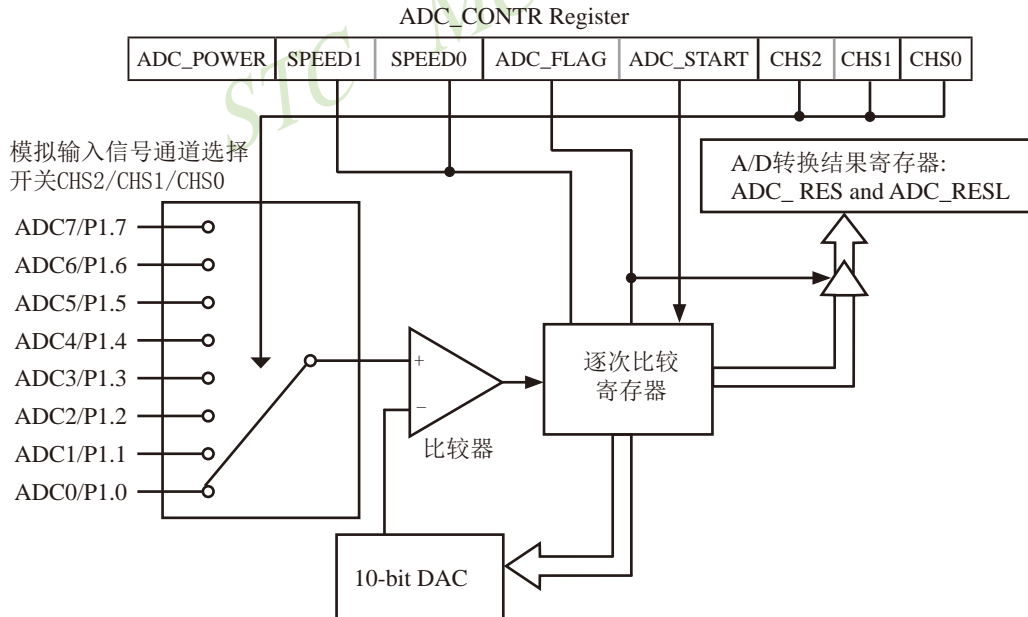 ADC_CONTR Register
ADC_POWER SPEED1 SPEED0 ADC_FLAG ADC_START CHS2 CHS1 CHS0
STC
模拟输入信号通道选择
开关CHS2/CHS1/CHS0
A/D转换结果寄存器:
ADC_ RES and ADC_RESL
ADC7/P1.7
ADC6/P1.6
ADC5/P1.5
ADC4/P1.4
ADC3/P1.3
ADC2/P1.2
ADC1/P1.1
ADC0/P1.0
+
−
比较器
逐次比较
寄存器
10-bit DAC